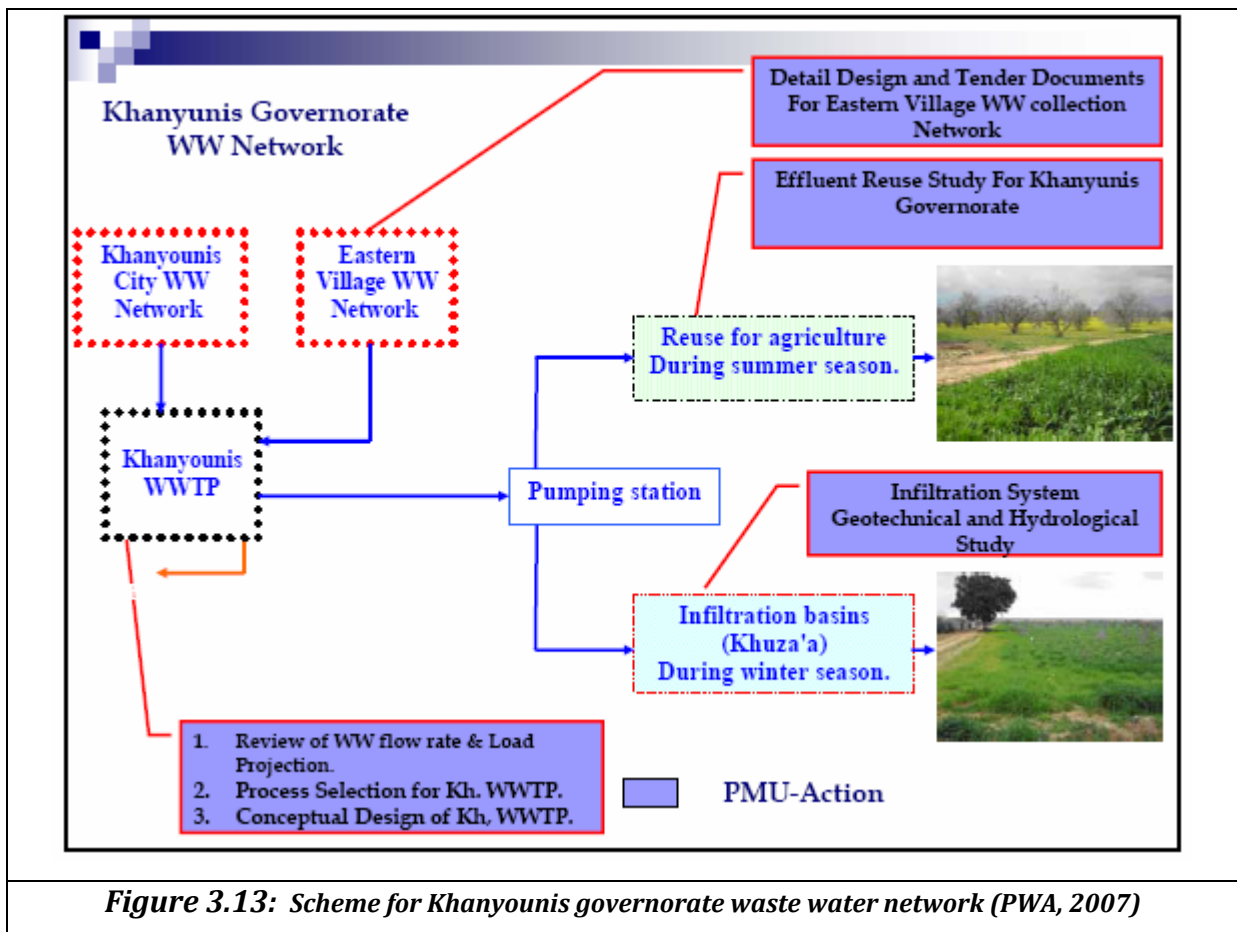 Khanyunis Governorate
WW Network
Detail Design and Tender Documents
For Eastern Village WW collection
Network
Effluent Reuse Study For Khanyunis
Governorate
Khanyounis
City WW
Network
Eastern
Village WW
Network
Reuse for agriculture
During summer season.
Khanyounis
WWTP
Pumping station
Infiltration System
Geotechnical and Hydrological
Study
Infiltration basins
(Khuza'a)
During winter season.
1. Review of WW flow rate & Load
Projection.
2. Process Selection for Kh. WWTP.
3. Conceptual Design of Kh, WWTP.
PMU-Action
Figure 3.13: Scheme for Khanyounis governorate waste water network (PWA, 2007)